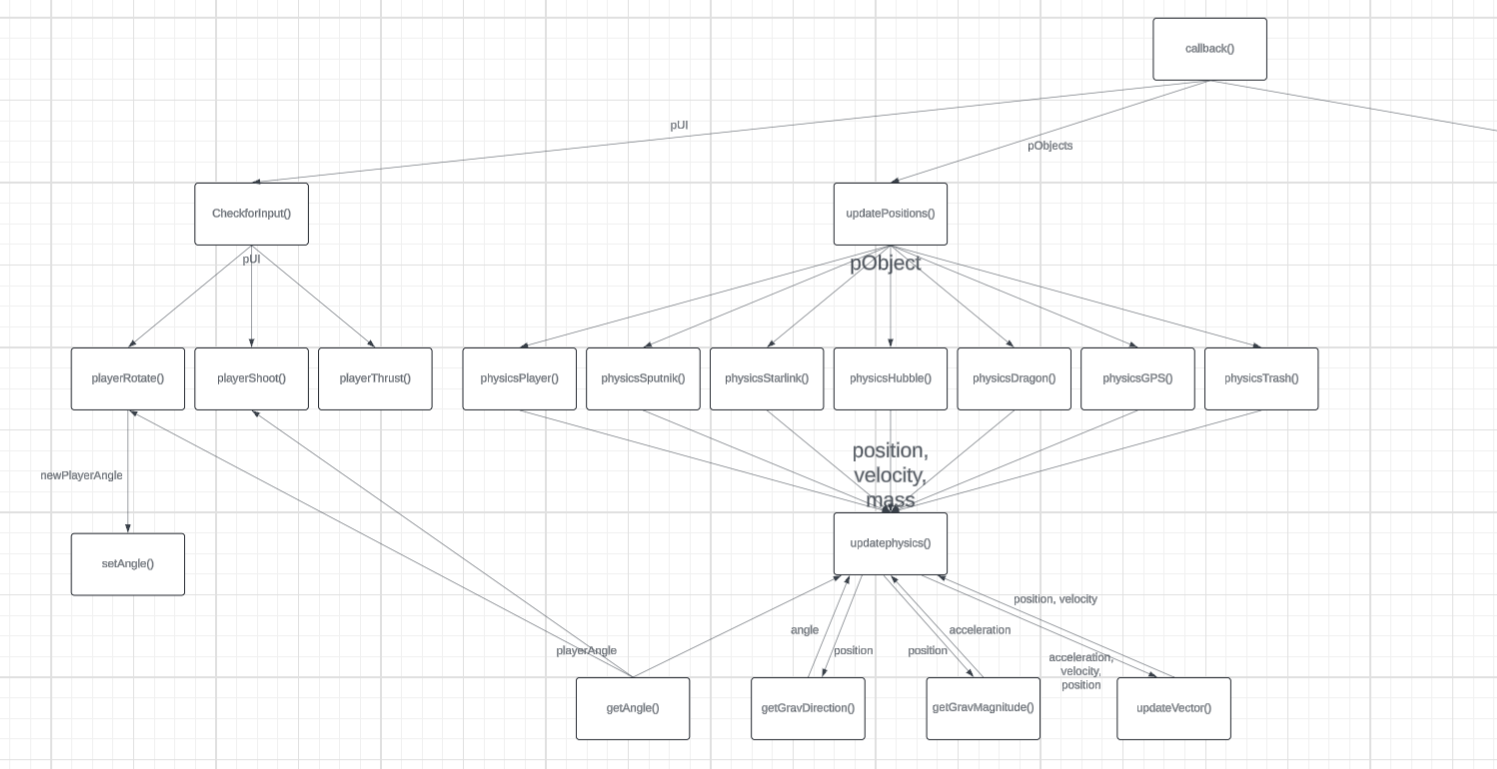 callback()
pUI
pObjects
CheckforInput()
updatePositions()
pUI
pObject
playerRotate()
playerShoot()
playerThrust()
physicsPlayer()
physicsSputnik()
physicsStarlink()
physicsHubble()
physicsDragon()
physicsGPS()
physicsTrash()
newPlayerAngle
position,
velocity,
mass
setAngle()
updatephysics()
playerAngle
angle
position
position
acceleration
position, velocity
acceleration,
velocity,
position
getAngle()
getGravDirection()
getGravMagnitude()
updateVector()